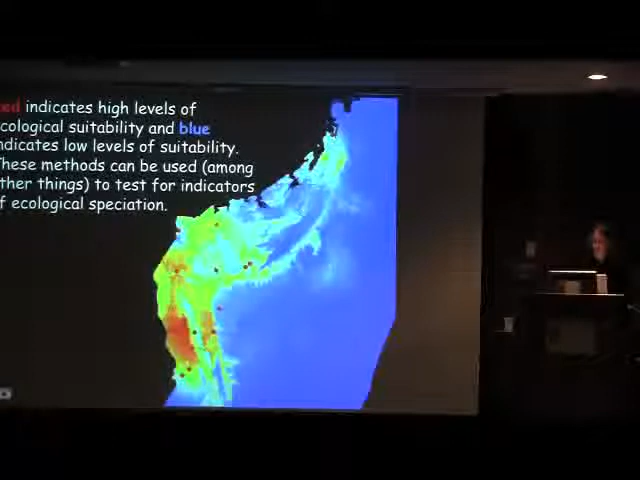 ed indicates high levels of
cological suitability and blue
ndicates low levels of suitability.
hese methods can be used (among
ther things) to test for indicators
f ecological speciation.